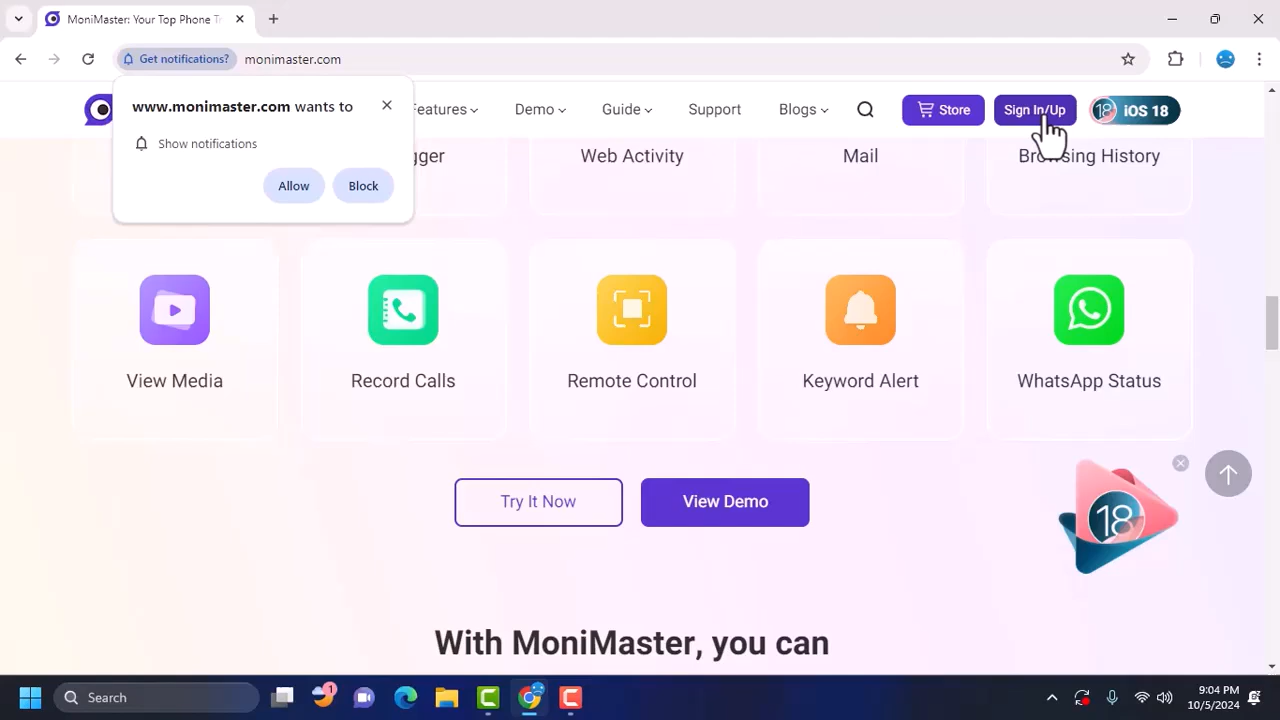 MoniMaster: Your Top Phone T
Get notifications?
monimaster.com
www.monimaster.com wants to
Show notifications
Allow
Block
Features
Demo
Guide
Support
Blogs
Store
Sign In/Up
18
iOS 18
gger
Web Activity
Mail
Browsing History
View Media
Record Calls
Remote Control
Keyword Alert
WhatsApp Status
Try It Now
View Demo
18
With MoniMaster, you can
Search
1
9:04 PM
10/5/2024